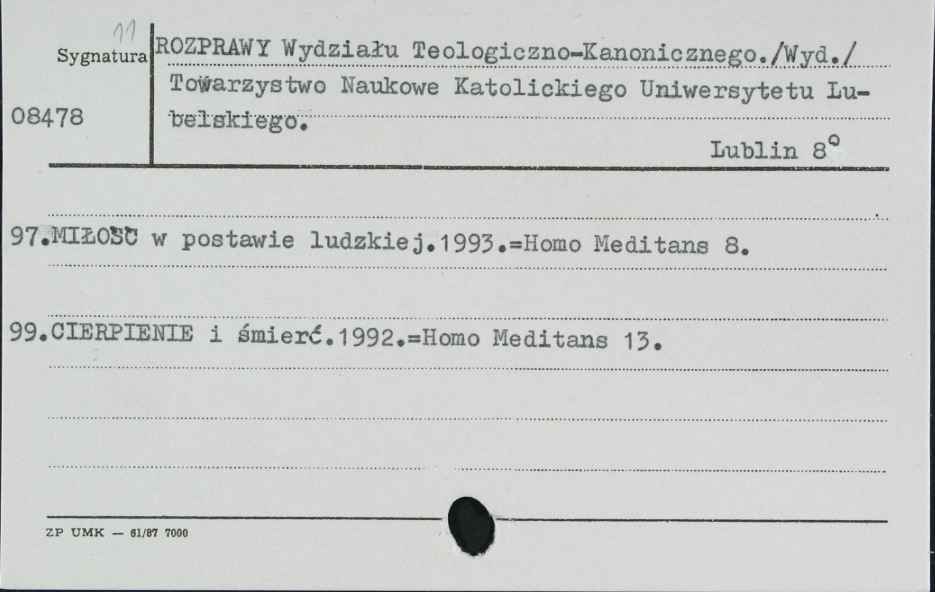 11
Sygnatura
ROZPRAWY Wydziału Teologiczno-Kanonicznego./Wyd./
Towarzystwo Naukowe Katolickiego Uniwersytetu Lu-
08478
belskiego.
Lublin 8°
97.MIŁOŚĆ w postawie ludzkiej.1993.=Homo Meditans 8.
99.CIERPIENIE i śmierć.1992.=Homo Meditans 13.
ZP UMK — 61/87 7000